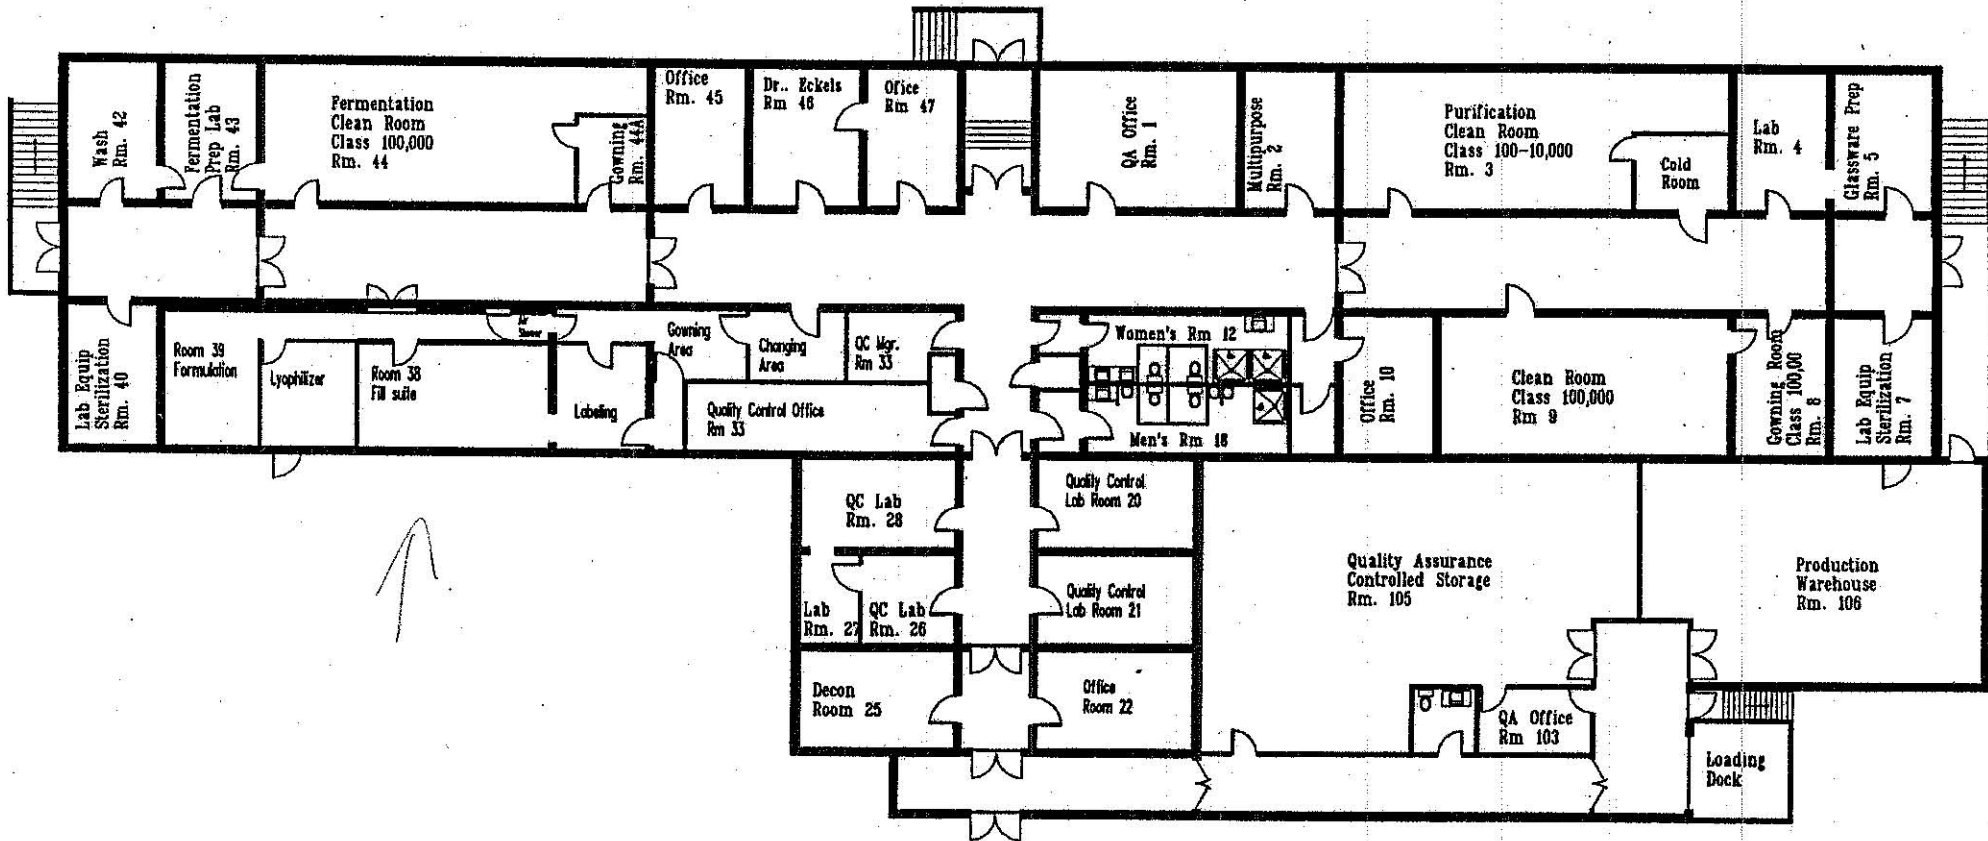 Wash
Rm. 42
Fermentation
Prep Lab
Rm. 43
Fermentation
Clean Room
Class 100,000
Rm. 44
Gowning
Rm. 44A
Office
Rm. 45
Dr.. Eckels
Rm 46
Ofice
Rm 47
QA Office
Rm. 1
Multipurpose
Rm. 2
Purification
Clean Room
Class 100-10,000
Rm. 3
Cold
Room
Lab
Rm. 4
Glassware Prep
Rm. 5
Lab Equip
Sterilization
Rm. 40
Room 39
Formulation
Lyophilizer
Room 38
Fill suite
Air
Shower
Labeling
Gowning
Area
Changing
Area
QC Mgr.
Rm 33
Quality Control Office
Rm 33
Women's Rm 12
Men's Rm 18
Office
Rm. 10
Clean Room
Class 100,000
Rm 9
Gowning Room
Class 100,00
Rm. 8
Lab Equip
Sterilization
Rm. 7
QC Lab
Rm. 28
Quality Control
Lab Room 20
Lab
Rm. 27
QC Lab
Rm. 26
Quality Control
Lab Room 21
Decon
Room 25
Office
Room 22
Quality Assurance
Controlled Storage
Rm. 105
Production
Warehouse
Rm. 106
QA Office
Rm 103
Loading
Dock